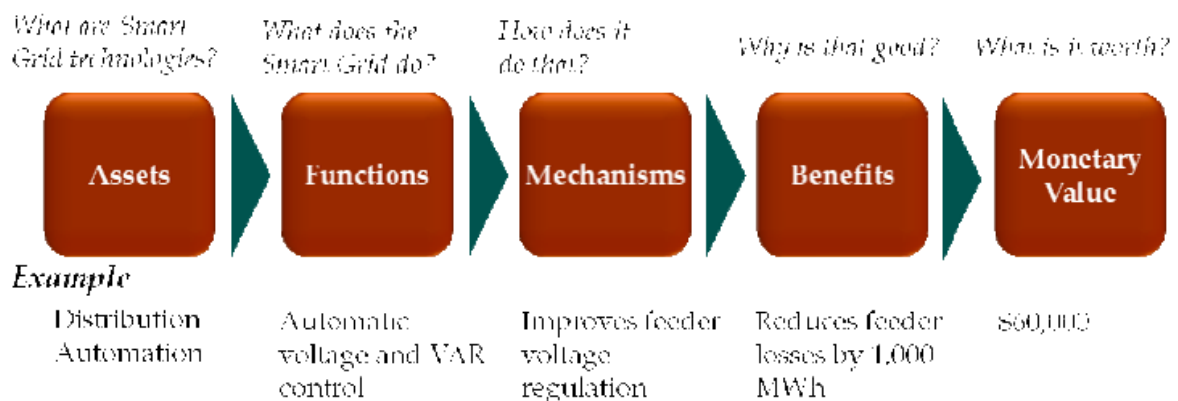 What are Smart
Grid technologies?
What does the
Smart Grid do?
How does it
do that?
Why is that good?
What is it worth?
Assets
Functions
Mechanisms
Benefits
Monetary
Value
Example
Distribution
Automation
Automatic
voltage and VAR
control
Improves feeder
voltage
regulation
Reduces feeder
losses by 1,000
MWh
$60,000